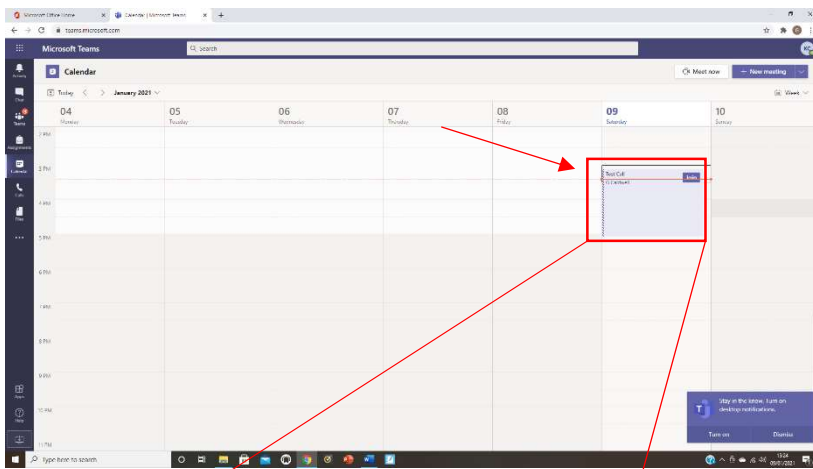 Microsoft Office Home
Calendar | Microsoft Teams
teams.microsoft.com
Microsoft Teams
Search
KC
Activity
Chat
Teams
Assignments
Calendar
Calls
Files
Help
Calendar
Meet now
+ New meeting
Today
January 2021
Week
04
Monday
05
Tuesday
06
Wednesday
07
Thursday
08
Friday
09
Saturday
10
Sunday
2 PM
3 PM
4 PM
5 PM
6 PM
7 PM
8 PM
9 PM
10 PM
11 PM
Test Call
Join
Stay in the know. Turn on
desktop notifications.
Turn on
Dismiss
Type here to search
09/01/2021